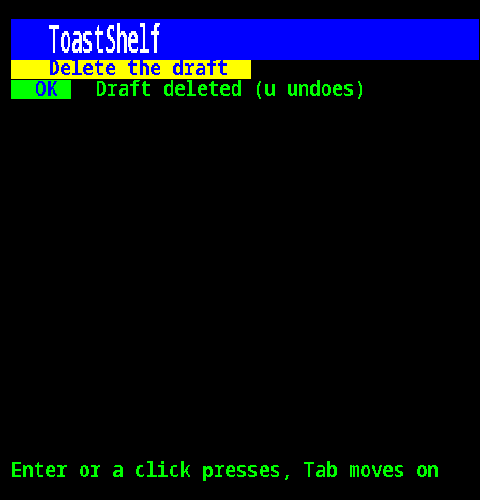 ToastShelf
Delete the draft
OK Draft deleted (u undoes)
Enter or a click presses, Tab moves on